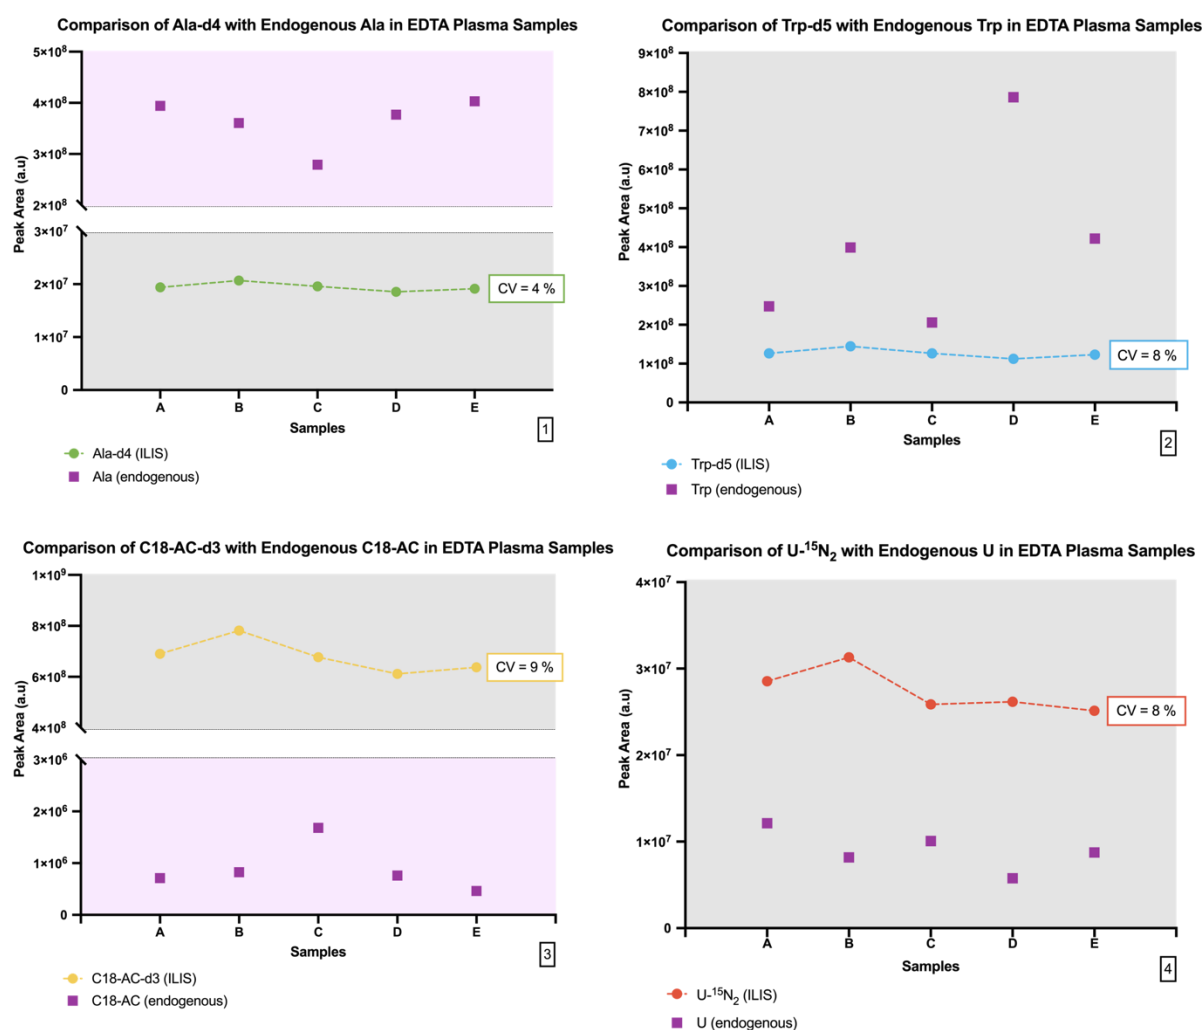 Comparison of Ala-d4 with Endogenous Ala in EDTA Plasma Samples
Peak Area (a.u)
5×10⁸
4×10⁸
3×10⁸
2×10⁸
3×10⁷
2×10⁷
1×10⁷
0
CV = 4 %
A B C D E
Samples
1
Ala-d4 (ILIS)
Ala (endogenous)
Comparison of Trp-d5 with Endogenous Trp in EDTA Plasma Samples
Peak Area (a.u)
9×10⁸
8×10⁸
7×10⁸
6×10⁸
5×10⁸
4×10⁸
3×10⁸
2×10⁸
1×10⁸
0
CV = 8 %
A B C D E
Samples
2
Trp-d5 (ILIS)
Trp (endogenous)
Comparison of C18-AC-d3 with Endogenous C18-AC in EDTA Plasma Samples
Peak Area (a.u)
1×10⁹
8×10⁸
6×10⁸
4×10⁸
3×10⁶
2×10⁶
1×10⁶
0
CV = 9 %
A B C D E
Samples
3
C18-AC-d3 (ILIS)
C18-AC (endogenous)
Comparison of U-¹⁵N₂ with Endogenous U in EDTA Plasma Samples
Peak Area (a.u)
4×10⁷
3×10⁷
2×10⁷
1×10⁷
0
CV = 8 %
A B C D E
Samples
4
U-¹⁵N₂ (ILIS)
U (endogenous)